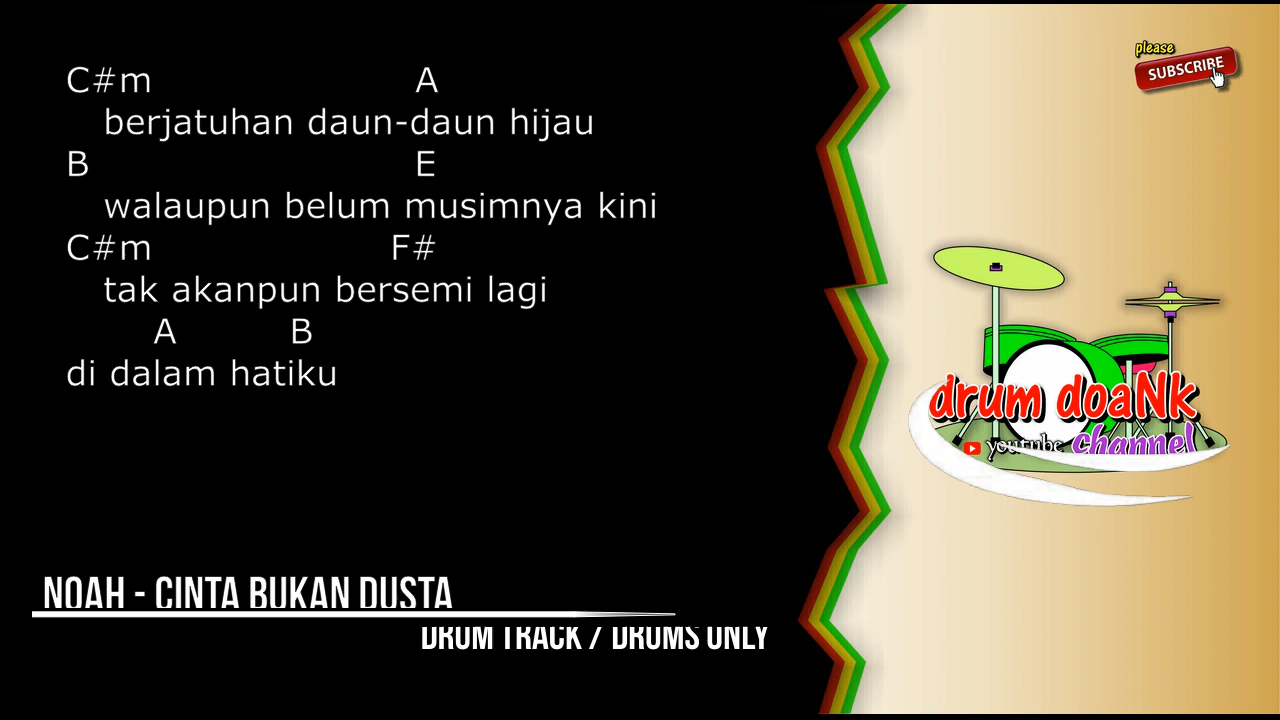 C#m A
berjatuhan daun-daun hijau
B E
walaupun belum musimnya kini
C#m F#
tak akanpun bersemi lagi
A B
di dalam hatiku
NOAH - CINTA BUKAN DUSTA
DRUM TRACK / DRUMS ONLY
please
SUBSCRIBE
drum doaNk
youtube channel